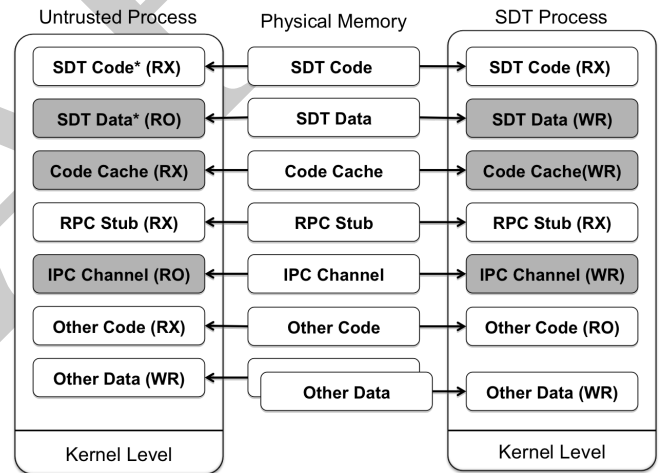 Untrusted Process Physical Memory SDT Process
SDT Code* (RX) SDT Code SDT Code (RX)
SDT Data* (RO) SDT Data SDT Data (WR)
Code Cache (RX) Code Cache Code Cache(WR)
RPC Stub (RX) RPC Stub RPC Stub (RX)
IPC Channel (RO) IPC Channel IPC Channel (WR)
Other Code (RX) Other Code Other Code (RO)
Other Data (WR) Other Data Other Data (WR)
Kernel Level Kernel Level